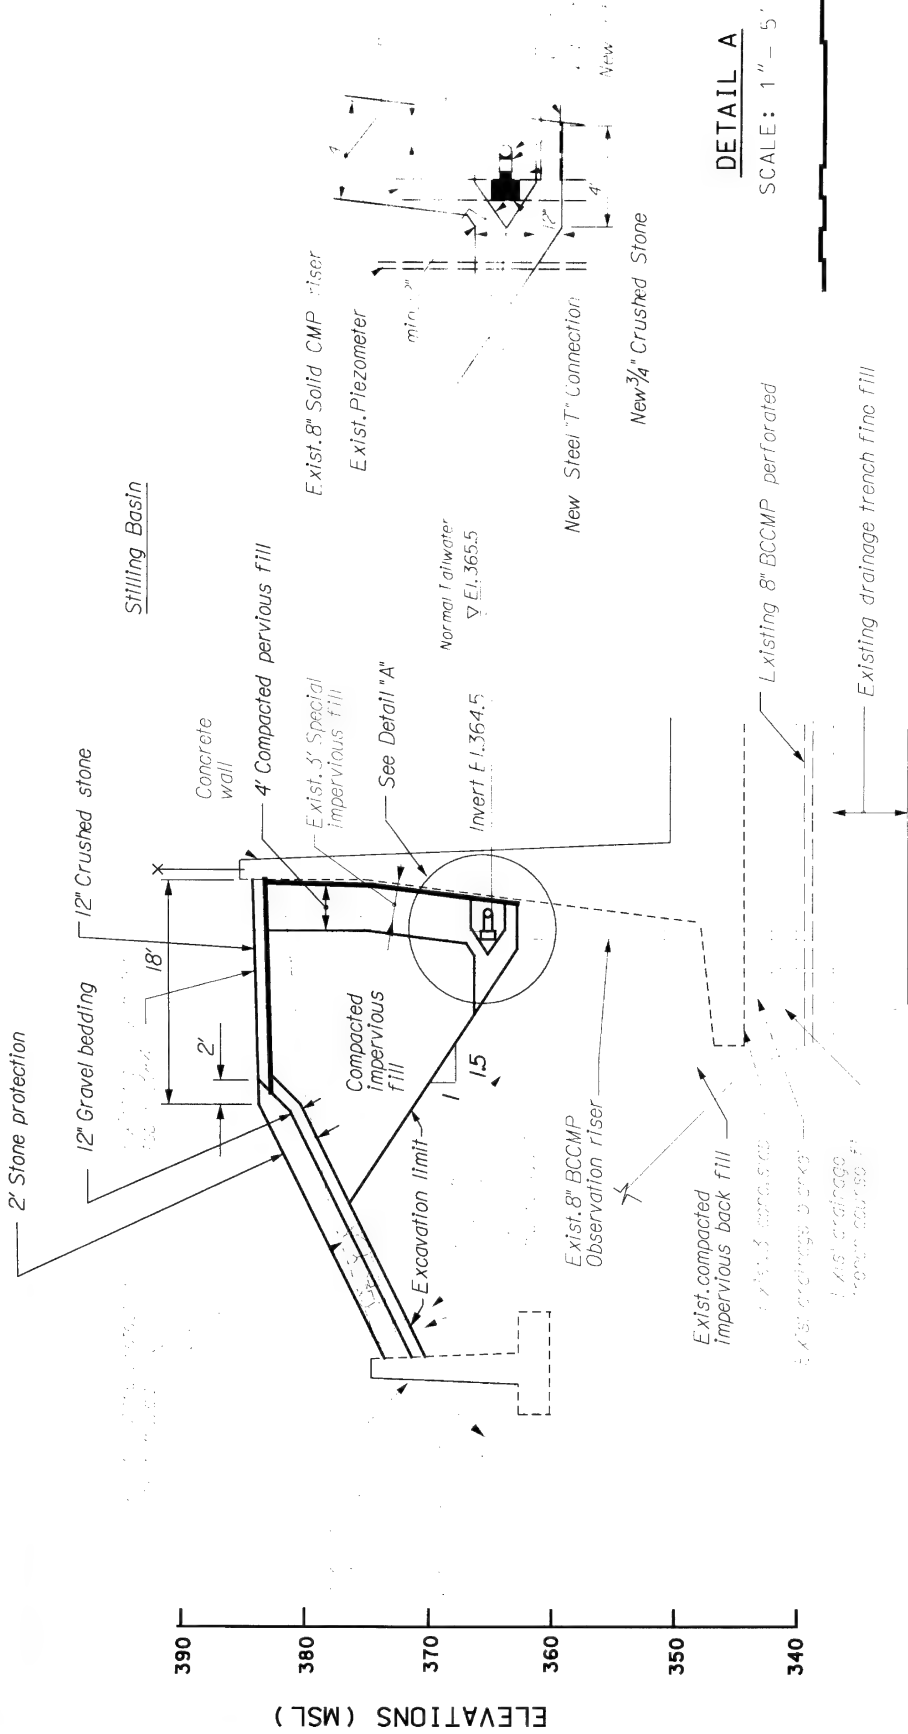 Stilling Basin
2' Stone protection
12" Gravel bedding
12" Crushed stone
18'
2'
Concrete
wall
4' Compacted pervious fill
Exist. 3' Special
impervious fill
See Detail "A"
Normal Tailwater
▽ El. 365.5
Invert El. 364.5
Compacted
impervious
fill
1
1.5
Excavation limit
Exist. 8" BCCMP
Observation riser
Exist. compacted
impervious back fill
Existing 8" BCCMP perforated
Existing drainage trench fine fill
Exist. 8" Solid CMP riser
Exist. Piezometer
min.
12"
4'
New
New Steel "T" Connection
New 3/4" Crushed Stone
DETAIL A
SCALE: 1" - 5'
390
380
370
360
350
340
ELEVATIONS (MSL)